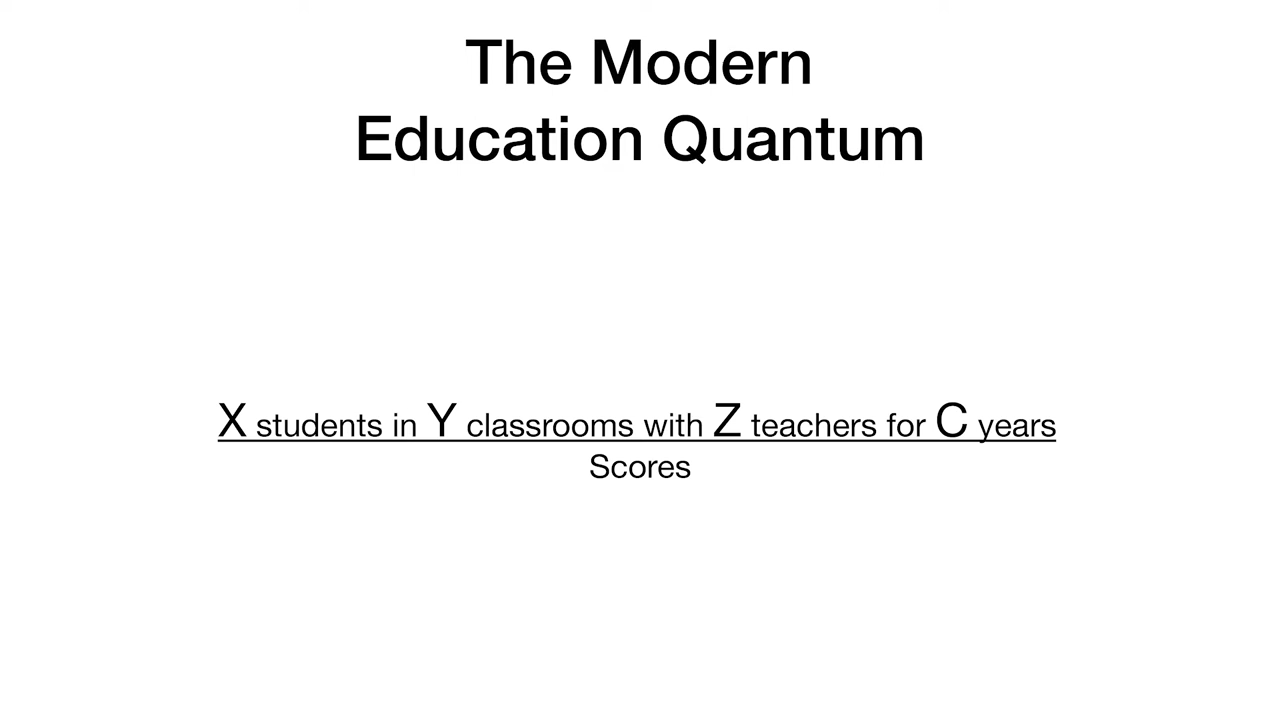 The Modern
Education Quantum
X students in Y classrooms with Z teachers for C years
Scores